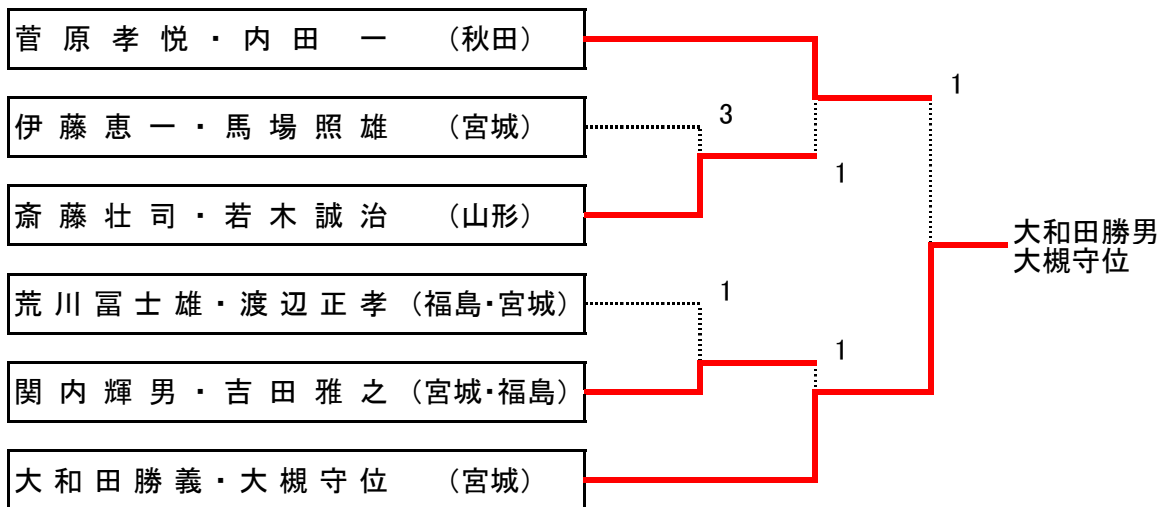 菅原孝悦・内田 一 （秋田）
1
伊藤恵一・馬場照雄 （宮城）
3
1
斎藤壮司・若木誠治 （山形）
大和田勝男
大槻守位
荒川冨士雄・渡辺正孝（福島・宮城）
1
1
関内輝男・吉田雅之（宮城・福島）
大和田勝義・大槻守位 （宮城）